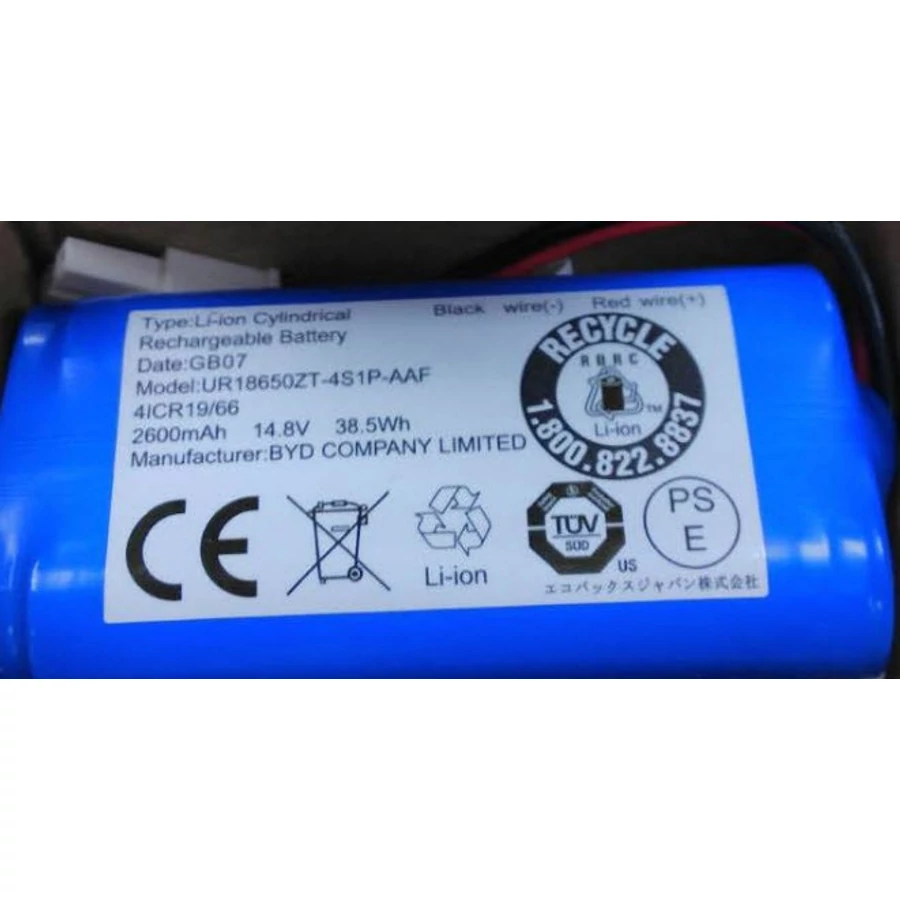 Type:Li-ion Cylindrical
Rechargeable Battery
Black wire(-) Red wire(+)
Date:GB07
Model:UR18650ZT-4S1P-AAF
4ICR19/66
2600mAh 14.8V 38.5Wh
Manufacturer:BYD COMPANY LIMITED
RECYCLE
RBRC
TM
Li-ion
1.800.822.8837
CE
Li-ion
TÜV
SÜD
US
PS
E
エコバックスジャパン株式会社